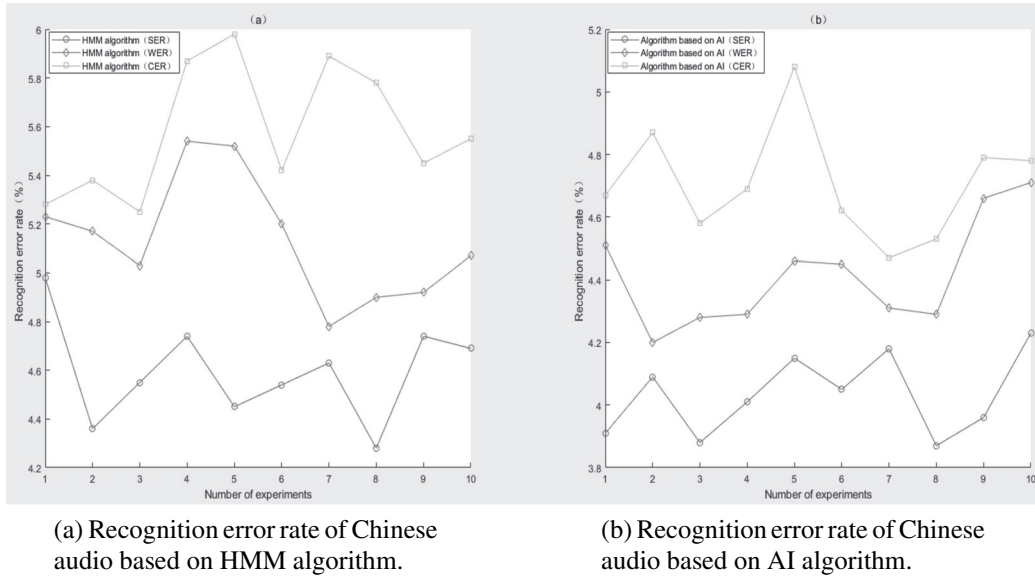 （a）
HMM algorithm（SER）
HMM algorithm（WER）
HMM algorithm（CER）
6
5.8
5.6
5.4
5.2
5
4.8
4.6
4.4
4.2
Recognition error rate（%）
1 2 3 4 5 6 7 8 9 10
Number of experiments
（b）
Algorithm based on AI（SER）
Algorithm based on AI（WER）
Algorithm based on AI（CER）
5.2
5
4.8
4.6
4.4
4.2
4
3.8
Recognition error rate（%）
1 2 3 4 5 6 7 8 9 10
Number of experiments
(a) Recognition error rate of Chinese
audio based on HMM algorithm.
(b) Recognition error rate of Chinese
audio based on AI algorithm.